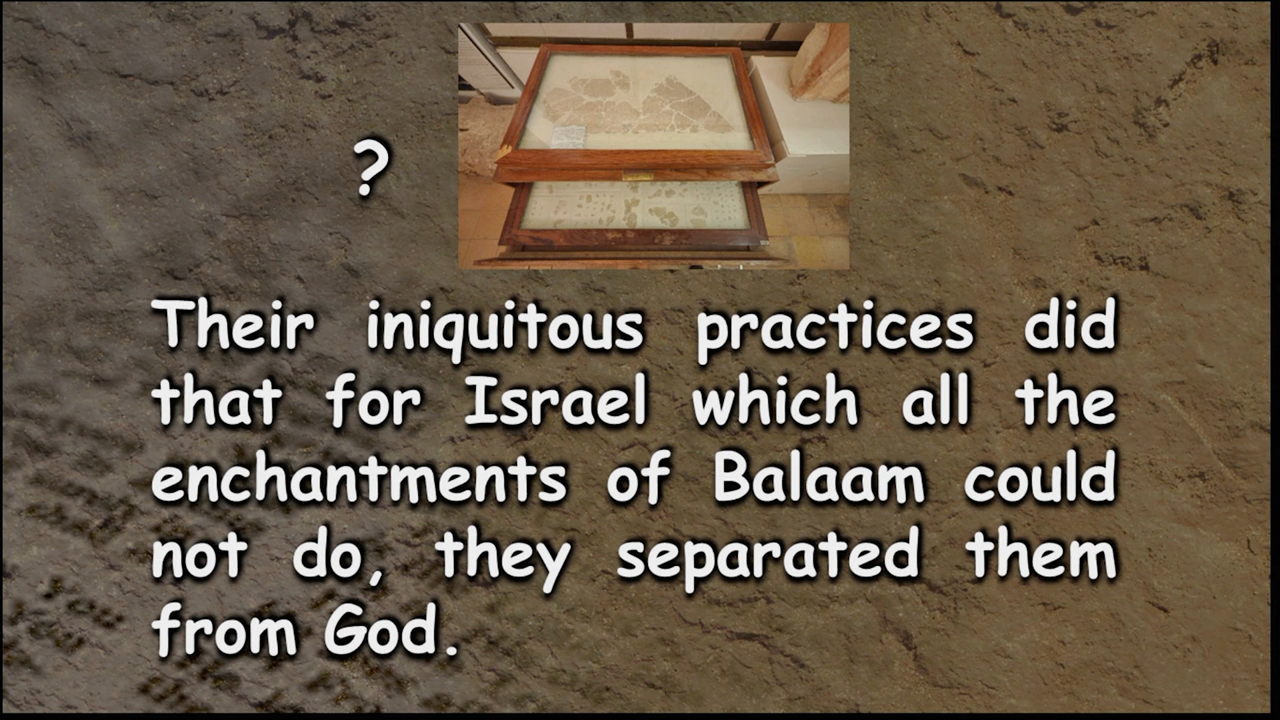 ?
Their iniquitous practices did
that for Israel which all the
enchantments of Balaam could
not do, they separated them
from God.